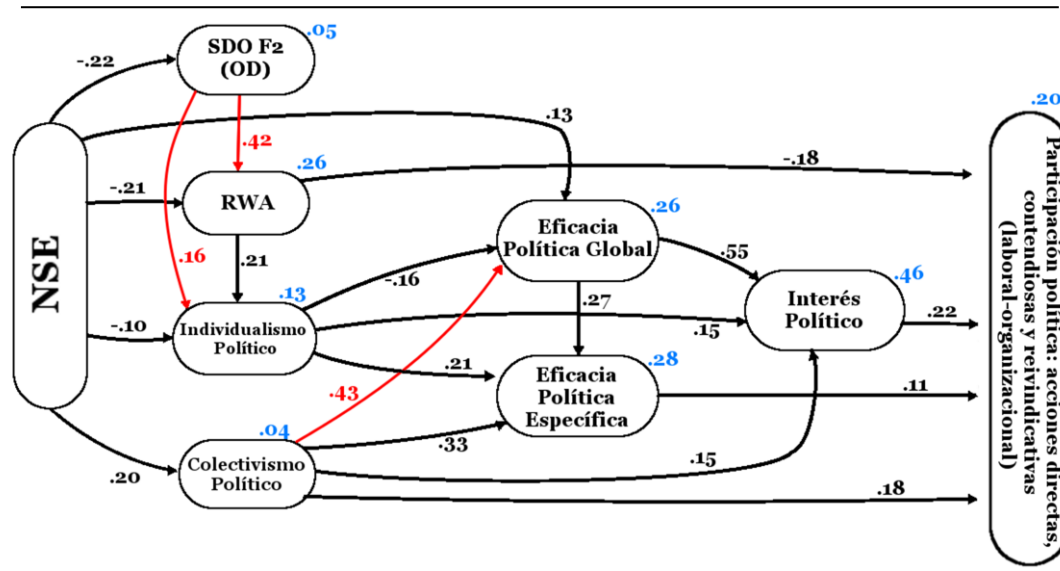 .05
SDO F2
(OD)
-.22
.13
.20
.42
.26
-.18
-.21
RWA
.26
Eficacia
Política Global
.55
.16
.21
.46
NSE
.13
-.16
Interés
Político
.27
-.10
Individualismo
Político
.15
.22
.21
.28
Eficacia
Política
Específica
.43
.11
.04
.33
Colectivismo
Político
.20
.15
.18
Participación política: acciones directas,
contendiosas y reivindicativas
(laboral-organizacional)